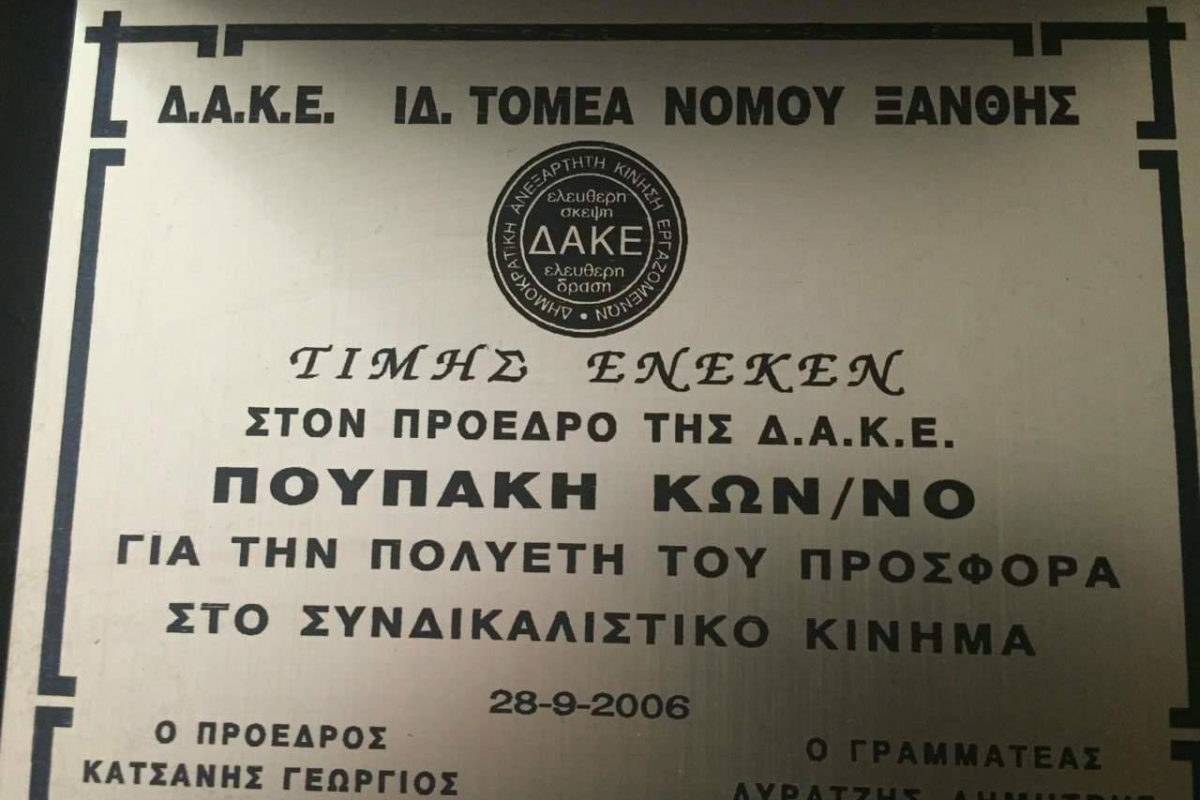 Δ.Α.Κ.Ε. ΙΔ. ΤΟΜΕΑ ΝΟΜΟΥ ΞΑΝΘΗΣ
ΔΗΜΟΚΡΑΤΙΚΗ ΑΝΕΞΑΡΤΗΤΗ ΚΙΝΗΣΗ ΕΡΓΑΖΟΜΕΝΩΝ •
ελευθερη
σκεψη
ΔΑΚΕ
ελευθερη
δραση
ΤΙΜΗΣ ΕΝΕΚΕΝ
ΣΤΟΝ ΠΡΟΕΔΡΟ ΤΗΣ Δ.Α.Κ.Ε.
ΠΟΥΠΑΚΗ ΚΩΝ/ΝΟ
ΓΙΑ ΤΗΝ ΠΟΛΥΕΤΗ ΤΟΥ ΠΡΟΣΦΟΡΑ
ΣΤΟ ΣΥΝΔΙΚΑΛΙΣΤΙΚΟ ΚΙΝΗΜΑ
28-9-2006
Ο ΠΡΟΕΔΡΟΣ
ΚΑΤΣΑΝΗΣ ΓΕΩΡΓΙΟΣ
Ο ΓΡΑΜΜΑΤΕΑΣ
ΔΗΜΗΤΡΗΣ